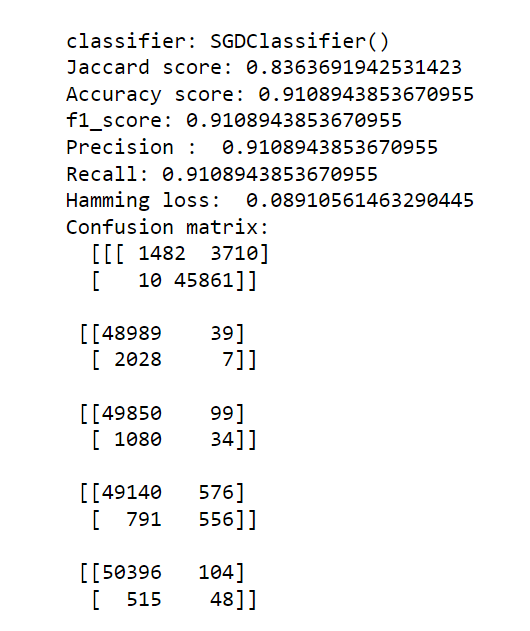 classifier: SGDClassifier()
Jaccard score: 0.8363691942531423
Accuracy score: 0.9108943853670955
f1_score: 0.9108943853670955
Precision :  0.9108943853670955
Recall: 0.9108943853670955
Hamming loss:  0.08910561463290445
Confusion matrix:
[[[ 1482  3710]
[   10 45861]]
[[48989    39]
[ 2028     7]]
[[49850    99]
[ 1080    34]]
[[49140   576]
[  791   556]]
[[50396   104]
[  515    48]]